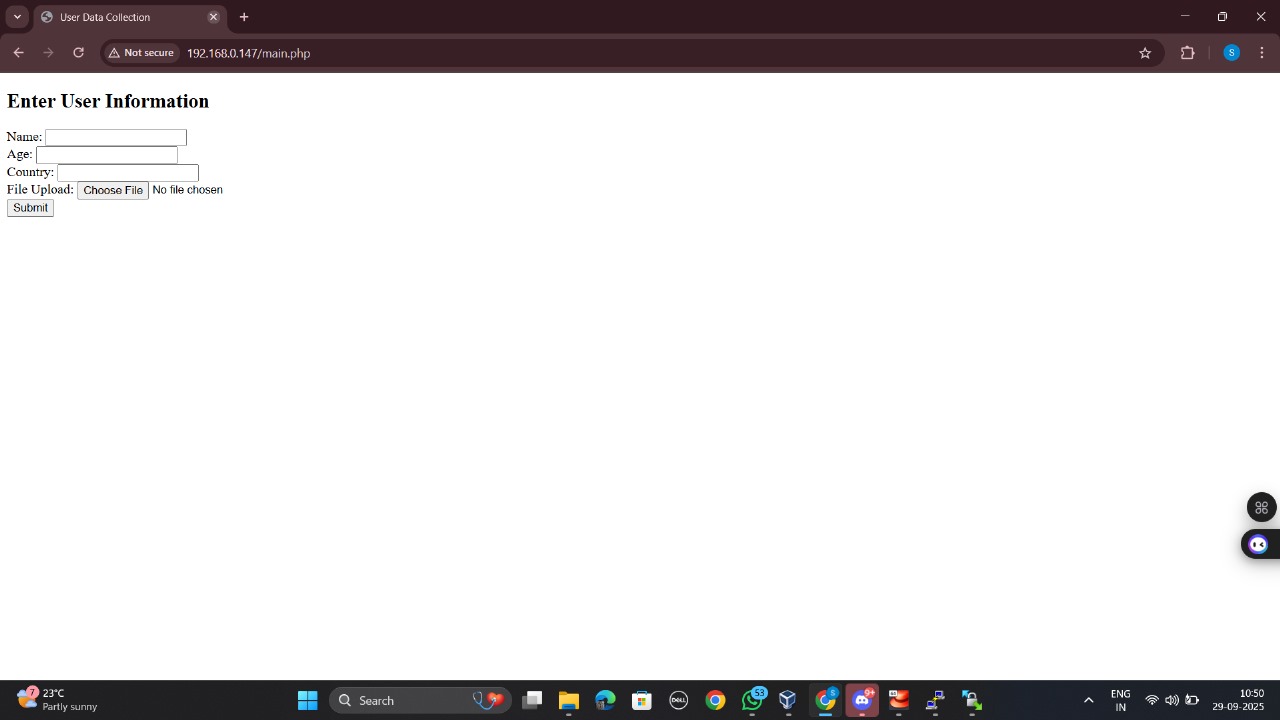 User Data Collection
Not secure 192.168.0.147/main.php
S
Enter User Information
Name:
Age:
Country:
File Upload: Choose File No file chosen
Submit
7 23°C
Partly sunny
Search
DELL
53
S
9+
ENG
IN
10:50
29-09-2025